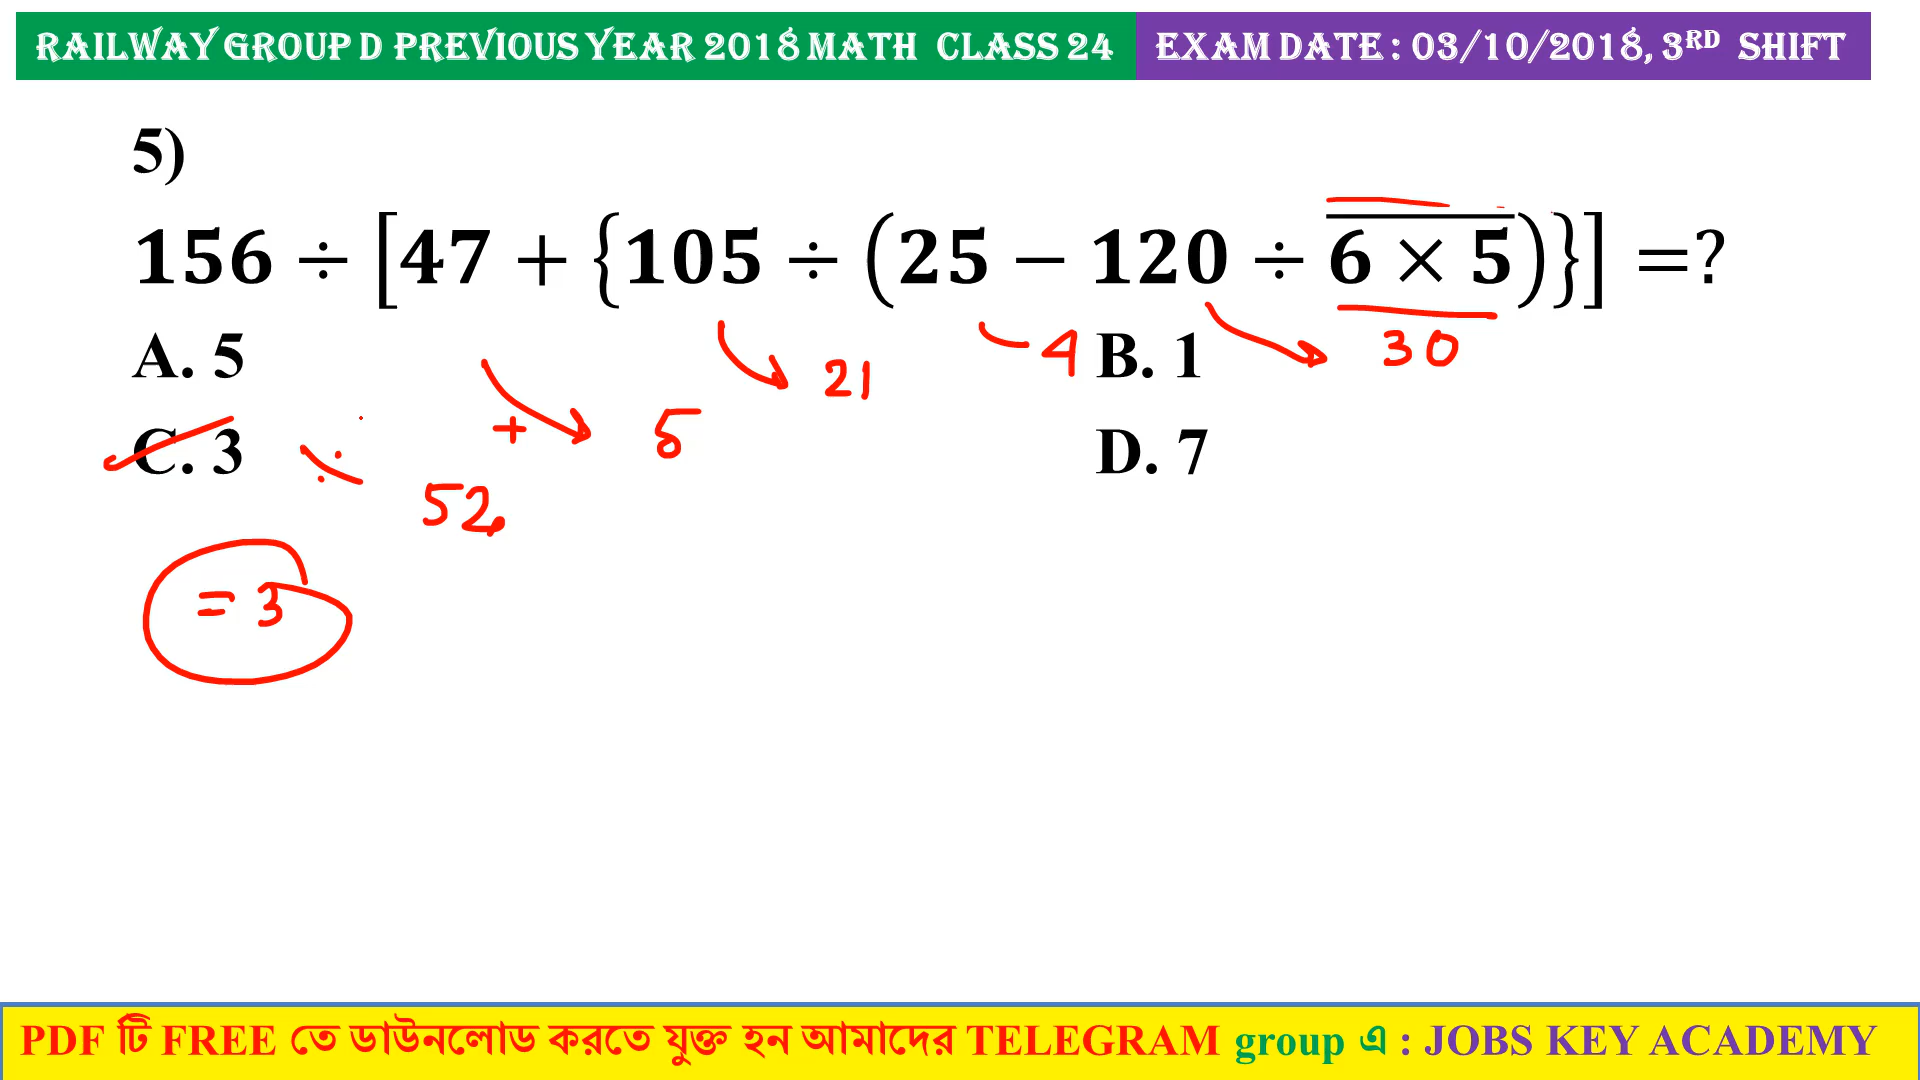 RAILWAY GROUP D PREVIOUS YEAR 2018 MATH CLASS 24 EXAM DATE : 03/10/2018, 3RD SHIFT
5)
156 ÷ [47 + {105 ÷ (25 − 120 ÷ \overline{6 × 5})}] =?
A. 5
B. 1
C. 3
D. 7
21
4
30
+ 5
÷ 52
= 3
PDF টি FREE তে ডাউনলোড করতে যুক্ত হন আমাদের TELEGRAM group এ : JOBS KEY ACADEMY